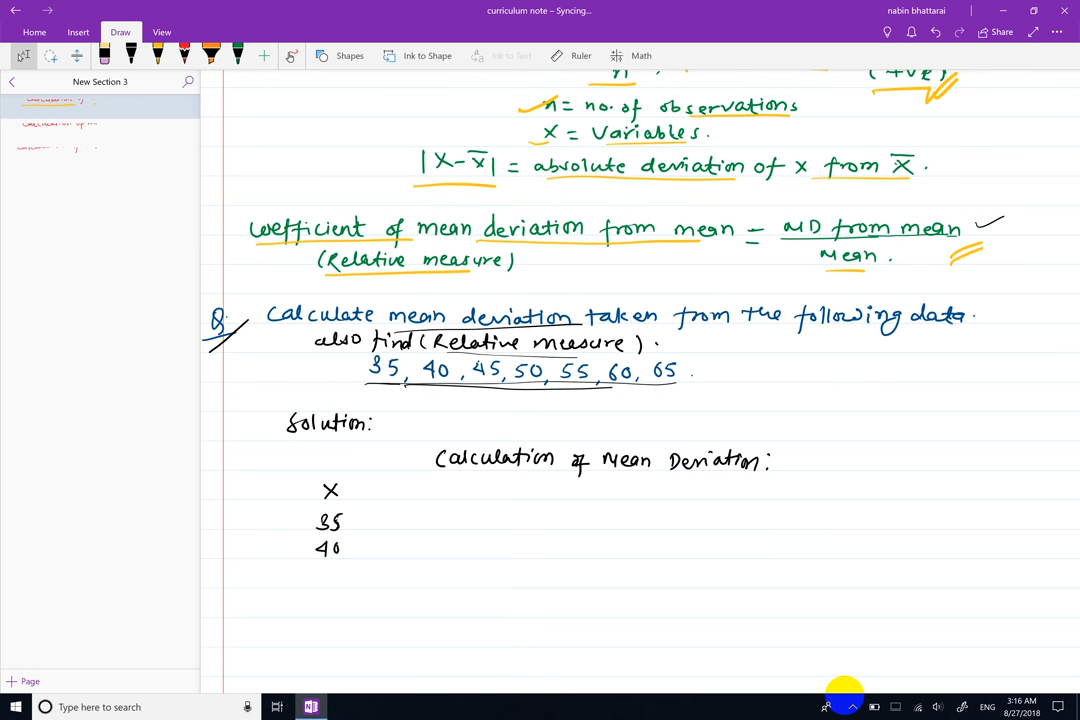 curriculum note – Syncing...
nabin bhattarai
Home Insert Draw View
Share
Shapes Ink to Shape Ink to Text Ruler Math
New Section 3
n
(+ve)
n = no. of observations
X = Variables.
|X-X̅| = absolute deviation of x from X̅.
Coefficient of mean deviation from mean = MD from mean
(Relative measure) Mean.
Q. Calculate mean deviation taken from the following data.
also find (Relative measure).
35, 40, 45, 50, 55, 60, 65.
Solution:
Calculation of Mean Deviation:
X
35
40
Page
Type here to search
ENG
3:16 AM
8/27/2018